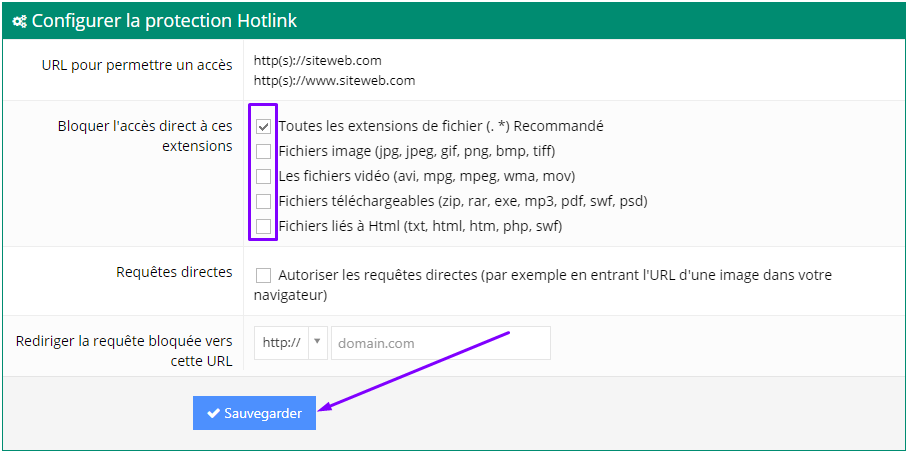 Configurer la protection Hotlink
URL pour permettre un accès
http(s)://siteweb.com
http(s)://www.siteweb.com
Bloquer l'accès direct à ces
extensions
Toutes les extensions de fichier (. *) Recommandé
Fichiers image (jpg, jpeg, gif, png, bmp, tiff)
Les fichiers vidéo (avi, mpg, mpeg, wma, mov)
Fichiers téléchargeables (zip, rar, exe, mp3, pdf, swf, psd)
Fichiers liés à Html (txt, html, htm, php, swf)
Requêtes directes
Autoriser les requêtes directes (par exemple en entrant l'URL d'une image dans votre
navigateur)
Rediriger la requête bloquée vers
cette URL
http://
domain.com
Sauvegarder